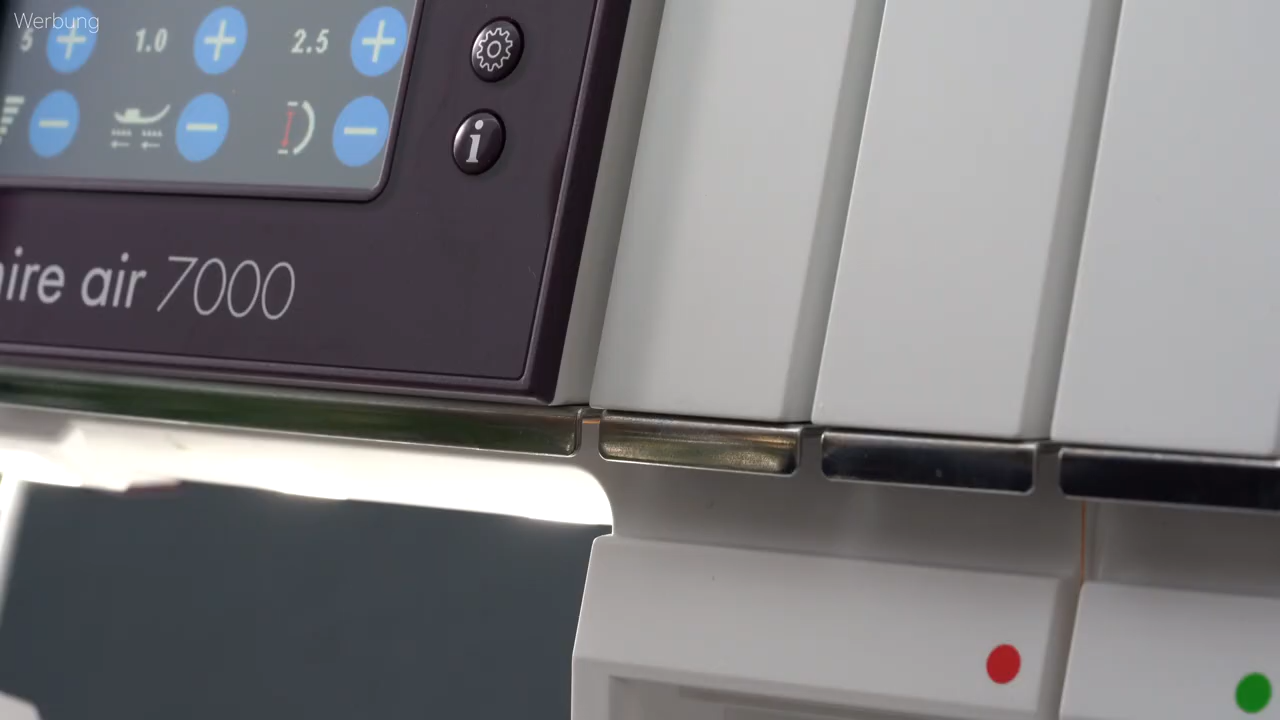 Werbung
5 + 1.0 + 2.5 +
− − −
i
ire air 7000